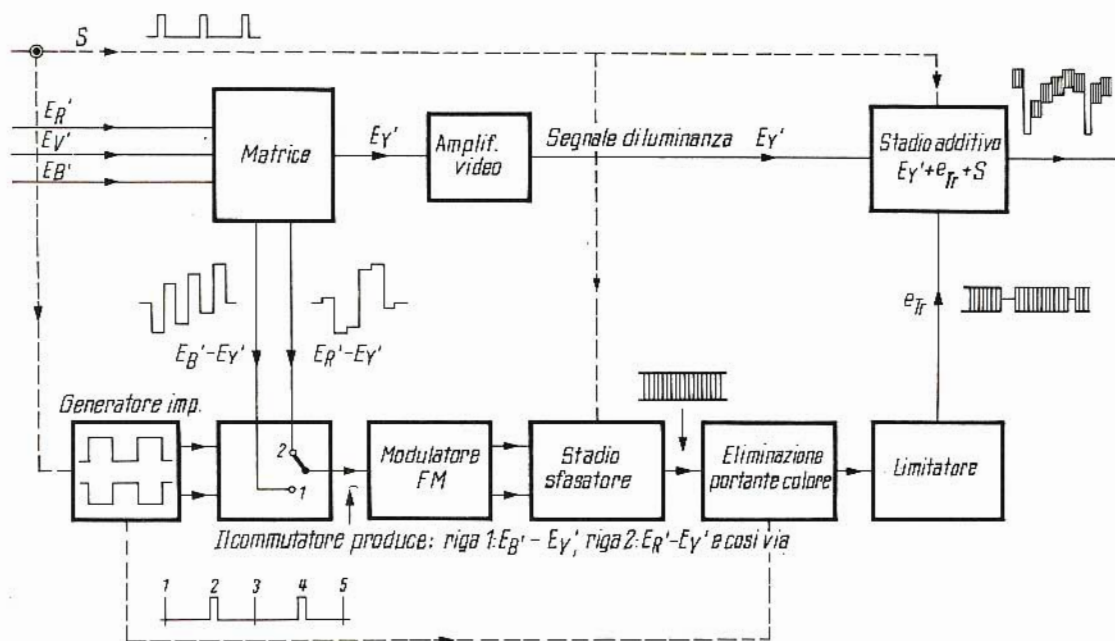 S
E_R'
E_V'
E_B'
Matrice
E_Y'
Amplif.
video
Segnale di luminanza
E_Y'
Stadio additivo
E_Y'+e_Tr+S
E_B'-E_Y'
E_R'-E_Y'
e_Tr
Generatore imp.
2
1
Modulatore
FM
Stadio
sfasatore
Eliminazione
portante colore
Limitatore
Il commutatore produce: riga 1: E_B' - E_Y', riga 2: E_R'-E_Y' e così via
1 2 3 4 5